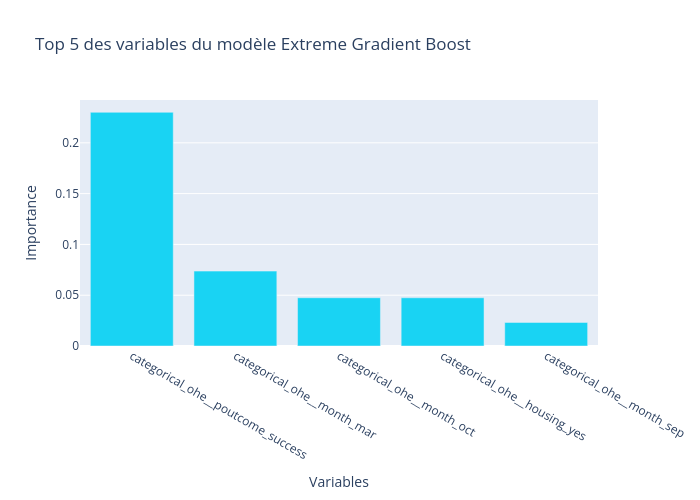 Top 5 des variables du modèle Extreme Gradient Boost
Importance
0.2
0.15
0.1
0.05
0
categorical_ohe__poutcome_success
categorical_ohe__month_mar
categorical_ohe__month_oct
categorical_ohe__housing_yes
categorical_ohe__month_sep
Variables